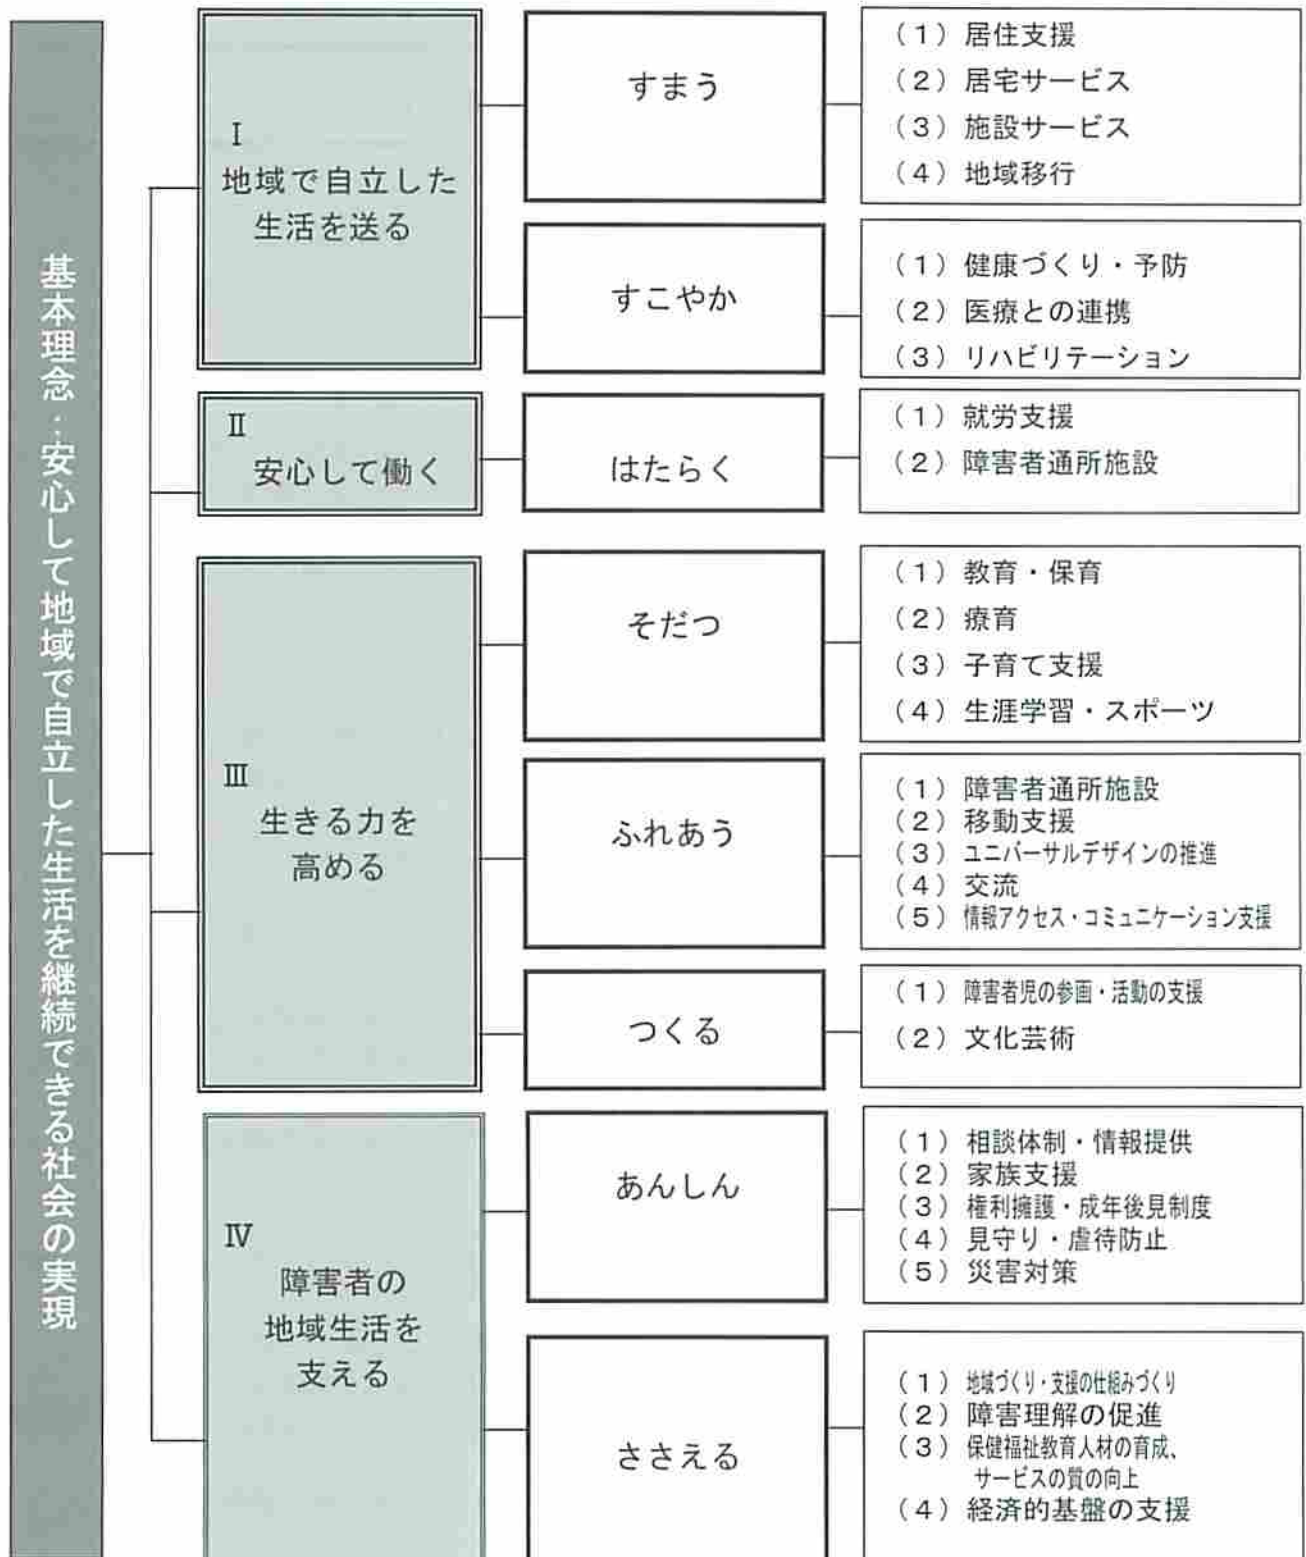 基本理念：安心して地域で自立した生活を継続できる社会の実現
Ⅰ
地域で自立した
生活を送る
すまう
（１）居住支援
（２）居宅サービス
（３）施設サービス
（４）地域移行
すこやか
（１）健康づくり・予防
（２）医療との連携
（３）リハビリテーション
Ⅱ
安心して働く
はたらく
（１）就労支援
（２）障害者通所施設
Ⅲ
生きる力を
高める
そだつ
（１）教育・保育
（２）療育
（３）子育て支援
（４）生涯学習・スポーツ
ふれあう
（１）障害者通所施設
（２）移動支援
（３）ユニバーサルデザインの推進
（４）交流
（５）情報アクセス・コミュニケーション支援
つくる
（１）障害者児の参画・活動の支援
（２）文化芸術
Ⅳ
障害者の
地域生活を
支える
あんしん
（１）相談体制・情報提供
（２）家族支援
（３）権利擁護・成年後見制度
（４）見守り・虐待防止
（５）災害対策
ささえる
（１）地域づくり・支援の仕組みづくり
（２）障害理解の促進
（３）保健福祉教育人材の育成、
サービスの質の向上
（４）経済的基盤の支援